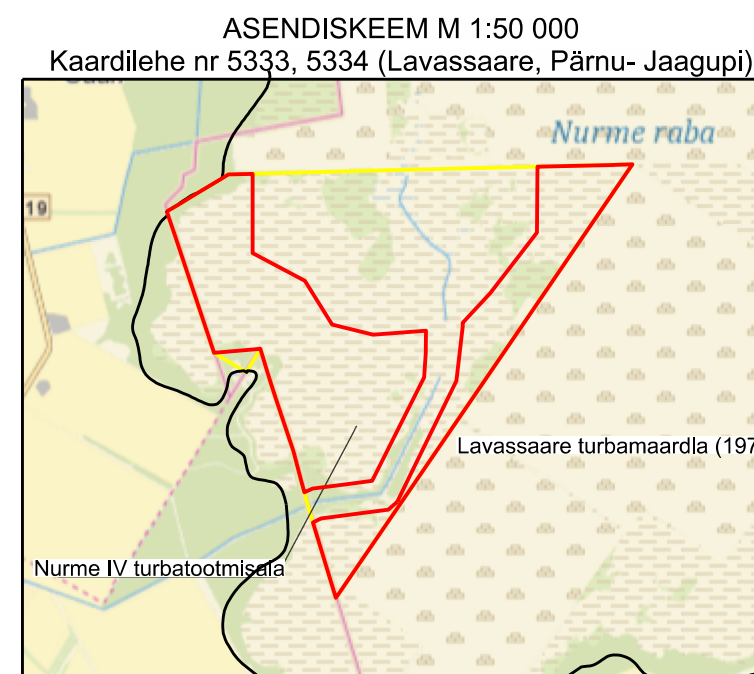 ASENDISKEEM M 1:50 000
Kaardilehe nr 5333, 5334 (Lavassaare, Pärnu- Jaagupi)
Nurme raba
19
Lavassaare turbamaardla (197
Nurme IV turbatootmisala